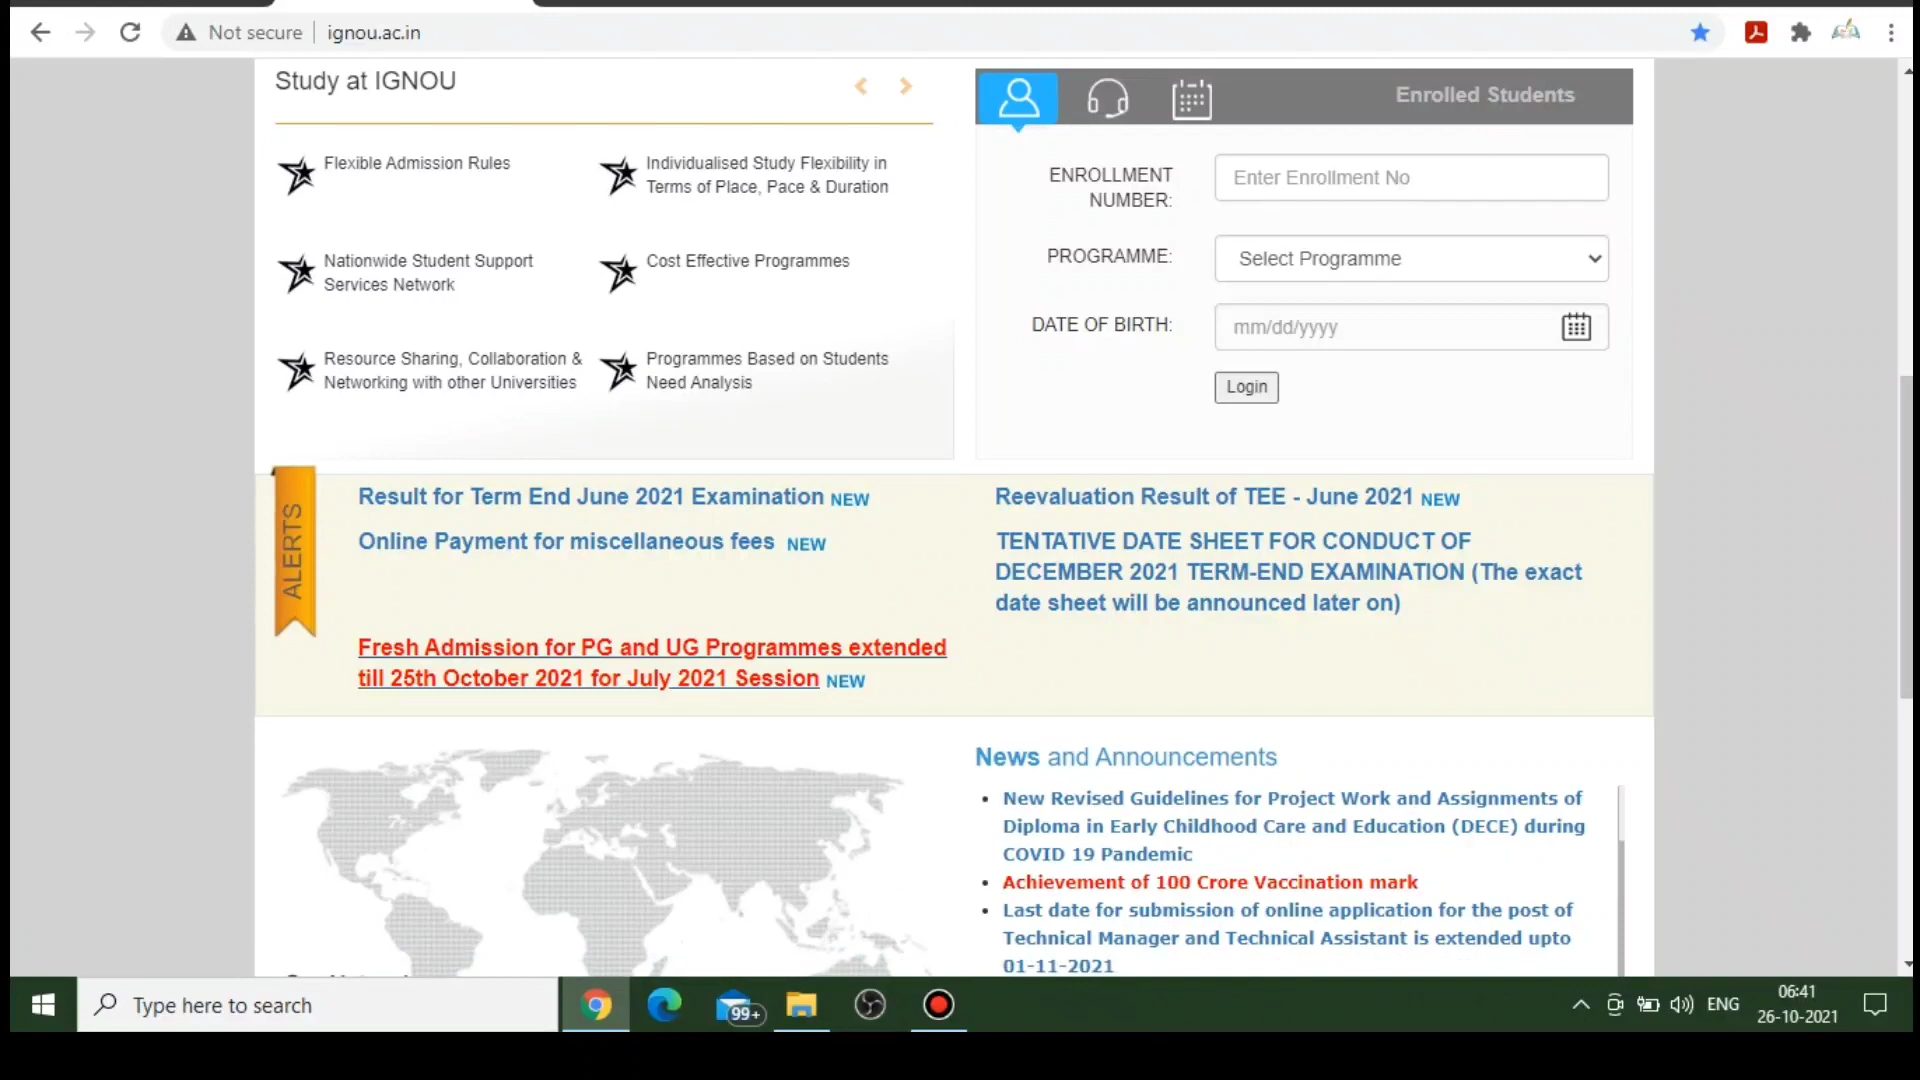 Not secure
ignou.ac.in
Study at IGNOU
Flexible Admission Rules
Individualised Study Flexibility in
Terms of Place, Pace & Duration
Nationwide Student Support
Services Network
Cost Effective Programmes
Resource Sharing, Collaboration &
Networking with other Universities
Programmes Based on Students
Need Analysis
Enrolled Students
ENROLLMENT
NUMBER:
Enter Enrollment No
PROGRAMME:
Select Programme
DATE OF BIRTH:
mm/dd/yyyy
Login
ALERTS
Result for Term End June 2021 Examination NEW
Online Payment for miscellaneous fees NEW
Fresh Admission for PG and UG Programmes extended
till 25th October 2021 for July 2021 Session NEW
Reevaluation Result of TEE - June 2021 NEW
TENTATIVE DATE SHEET FOR CONDUCT OF
DECEMBER 2021 TERM-END EXAMINATION (The exact
date sheet will be announced later on)
News and Announcements
• New Revised Guidelines for Project Work and Assignments of
Diploma in Early Childhood Care and Education (DECE) during
COVID 19 Pandemic
• Achievement of 100 Crore Vaccination mark
• Last date for submission of online application for the post of
Technical Manager and Technical Assistant is extended upto
01-11-2021
Type here to search
99+
ENG
06:41
26-10-2021